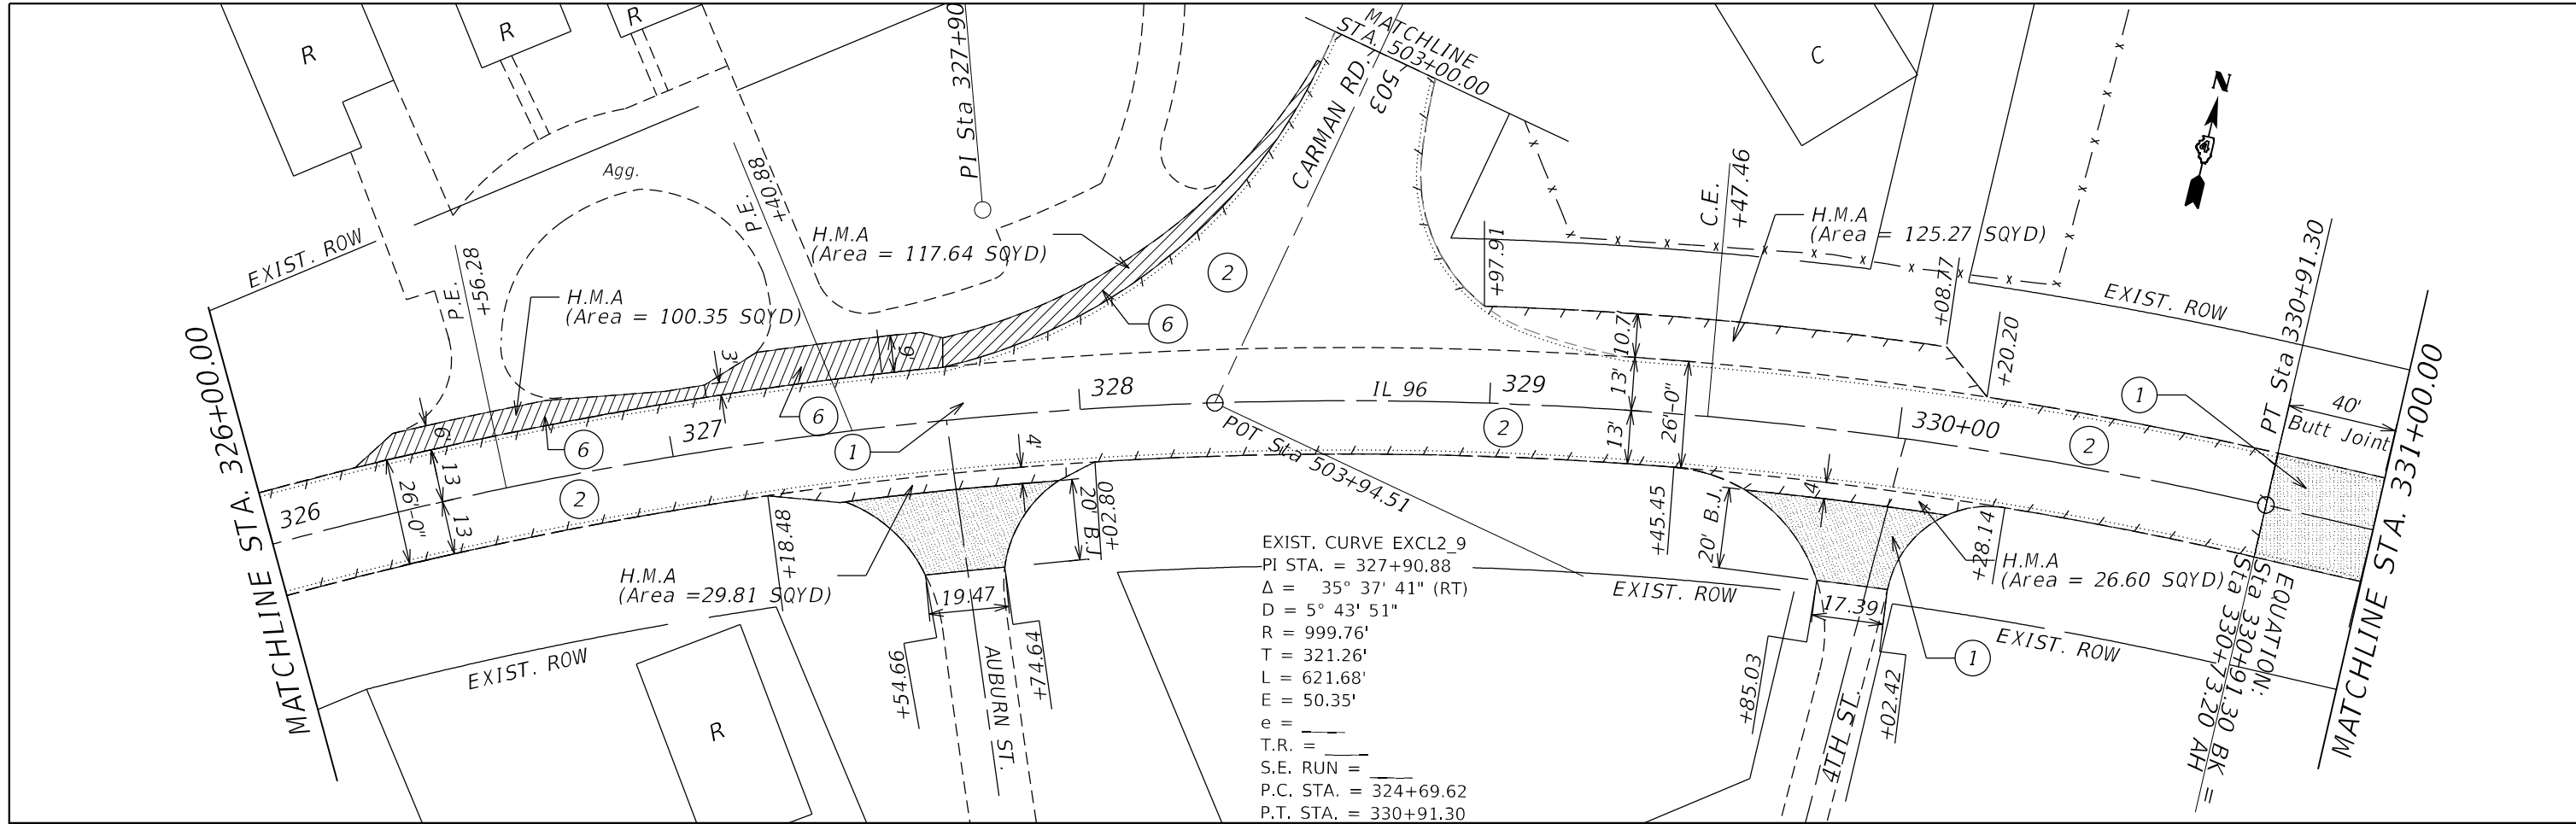 R
R
R
PI Sta 327+90
MATCHLINE
STA. 503+00.00
C
N
CARMAN RD.
503
Agg.
P.E.
+40.88
EXIST. ROW
P.E.
+56.28
H.M.A
(Area = 117.64 SQYD)
C.E.
+47.46
H.M.A
(Area = 125.27 SQYD)
+97.91
+08.77
EXIST. ROW
PT Sta 330+91.30
H.M.A
(Area = 100.35 SQYD)
2
6
3'
6'
10.7
+20.20
MATCHLINE STA. 326+00.00
MATCHLINE STA. 331+00.00
328
IL 96
329
13'
13'
26'-0"
1
40'
Butt Joint
6
6
327
1
2
330+00
2
POT Sta 503+94.51
4'
6'
13
13
26'-0"
326
2
+18.48
20' B.J.
+02.80
+45.45
20' B.J.
4'
+28.14
H.M.A
(Area =29.81 SQYD)
19.47
+54.66
+74.64
AUBURN ST.
EXIST. CURVE EXCL2_9
PI STA. = 327+90.88
Δ = 35° 37' 41" (RT)
D = 5° 43' 51"
R = 999.76'
T = 321.26'
L = 621.68'
E = 50.35'
e = ____
T.R. = ____
S.E. RUN = ____
P.C. STA. = 324+69.62
P.T. STA. = 330+91.30
EXIST. ROW
17.39
H.M.A
(Area = 26.60 SQYD)
1
EXIST. ROW
+85.03
+02.42
4TH ST.
EQUATION:
Sta 330+91.30 BK =
Sta 330+73.20 AH
EXIST. ROW
R